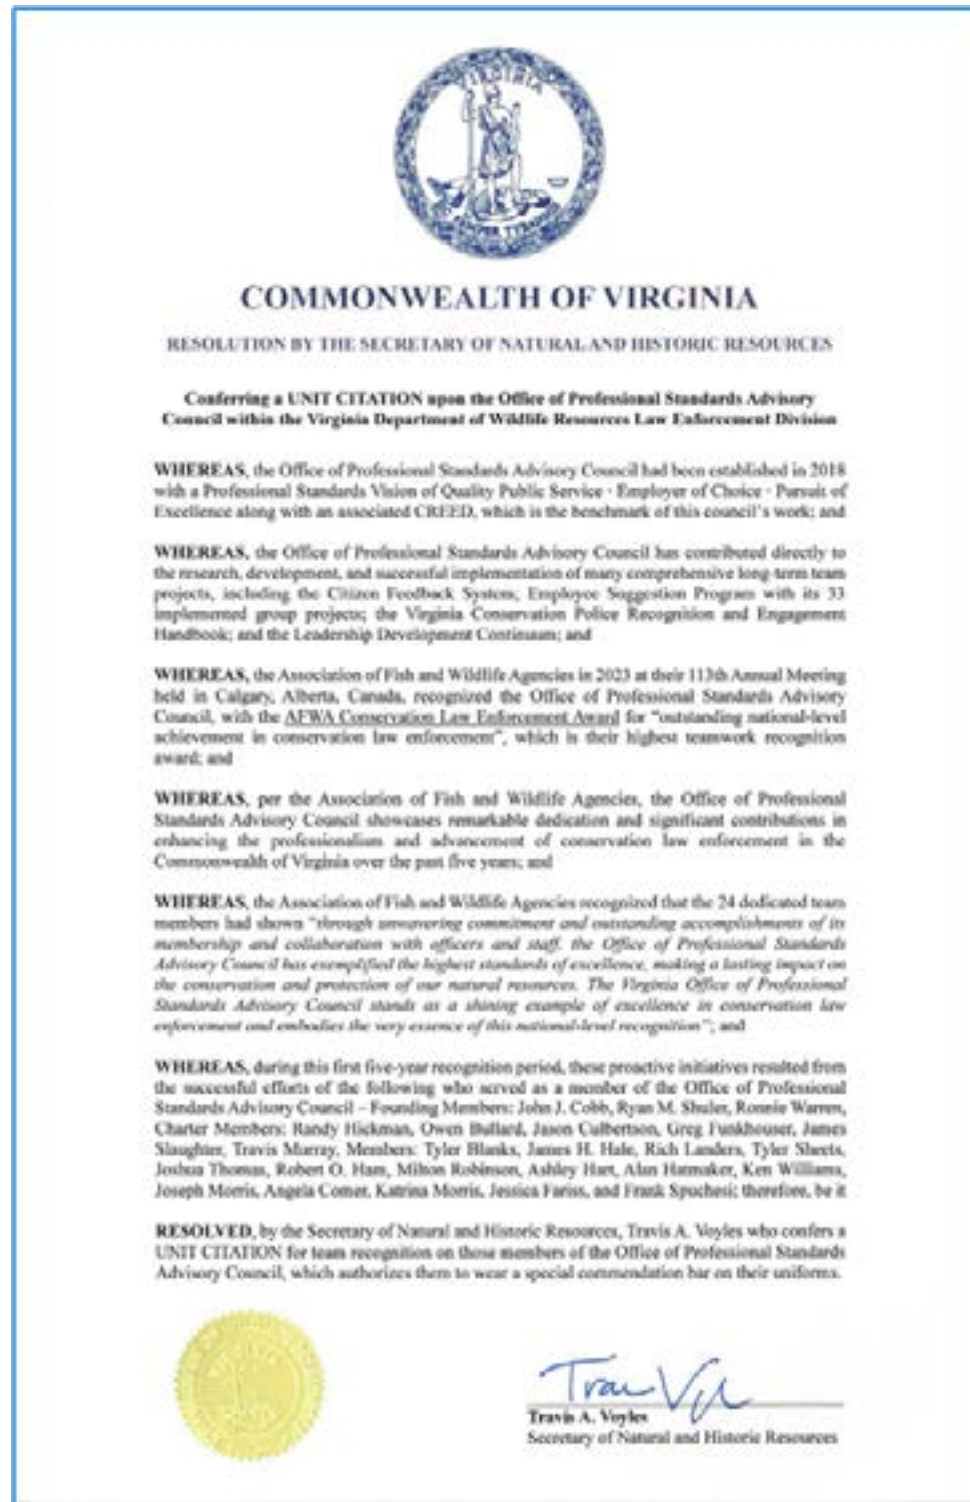 VIRGINIA
COMMONWEALTH OF VIRGINIA
RESOLUTION BY THE SECRETARY OF NATURAL AND HISTORIC RESOURCES
Conferring a UNIT CITATION upon the Office of Professional Standards Advisory
Council within the Virginia Department of Wildlife Resources Law Enforcement Division
WHEREAS, the Office of Professional Standards Advisory Council had been established in 2018
with a Professional Standards Vision of Quality Public Service - Employer of Choice - Pursuit of
Excellence along with an associated CREED, which is the benchmark of this council's work; and
WHEREAS, the Office of Professional Standards Advisory Council has contributed directly to
the research, development, and successful implementation of many comprehensive long-term team
projects, including the Citizen Feedback System; Employee Suggestion Program with its 33
implemented group projects; the Virginia Conservation Police Recognition and Engagement
Handbook; and the Leadership Development Continuum; and
WHEREAS, the Association of Fish and Wildlife Agencies in 2023 at their 113th Annual Meeting
held in Calgary, Alberta, Canada, recognized the Office of Professional Standards Advisory
Council, with the AFWA Conservation Law Enforcement Award for "outstanding national-level
achievement in conservation law enforcement", which is their highest teamwork recognition
award; and
WHEREAS, per the Association of Fish and Wildlife Agencies, the Office of Professional
Standards Advisory Council showcases remarkable dedication and significant contributions in
enhancing the professionalism and advancement of conservation law enforcement in the
Commonwealth of Virginia over the past five years; and
WHEREAS, the Association of Fish and Wildlife Agencies recognized that the 24 dedicated team
members had shown "through unwavering commitment and outstanding accomplishments of its
membership and collaboration with officers and staff, the Office of Professional Standards
Advisory Council has exemplified the highest standards of excellence, making a lasting impact on
the conservation and protection of our natural resources. The Virginia Office of Professional
Standards Advisory Council stands as a shining example of excellence in conservation law
enforcement and embodies the very essence of this national-level recognition"; and
WHEREAS, during this first five-year recognition period, these proactive initiatives resulted from
the successful efforts of the following who served as a member of the Office of Professional
Standards Advisory Council – Founding Members: John J. Cobb, Ryan M. Shuler, Ronnie Warren,
Charter Members: Randy Hickman, Owen Bullard, Jason Culbertson, Greg Funkhouser, James
Slaughter, Travis Murray, Members: Tyler Blanks, James H. Hale, Rich Landers, Tyler Sheets,
Joshua Thomas, Robert O. Ham, Milton Robinson, Ashley Hart, Alan Hatmaker, Ken Williams,
Joseph Morris, Angela Comer, Katrina Morris, Jessica Fariss, and Frank Spuchesi; therefore, be it
RESOLVED, by the Secretary of Natural and Historic Resources, Travis A. Voyles who confers a
UNIT CITATION for team recognition on those members of the Office of Professional Standards
Advisory Council, which authorizes them to wear a special commendation bar on their uniforms.
Travis A. Voyles
Secretary of Natural and Historic Resources